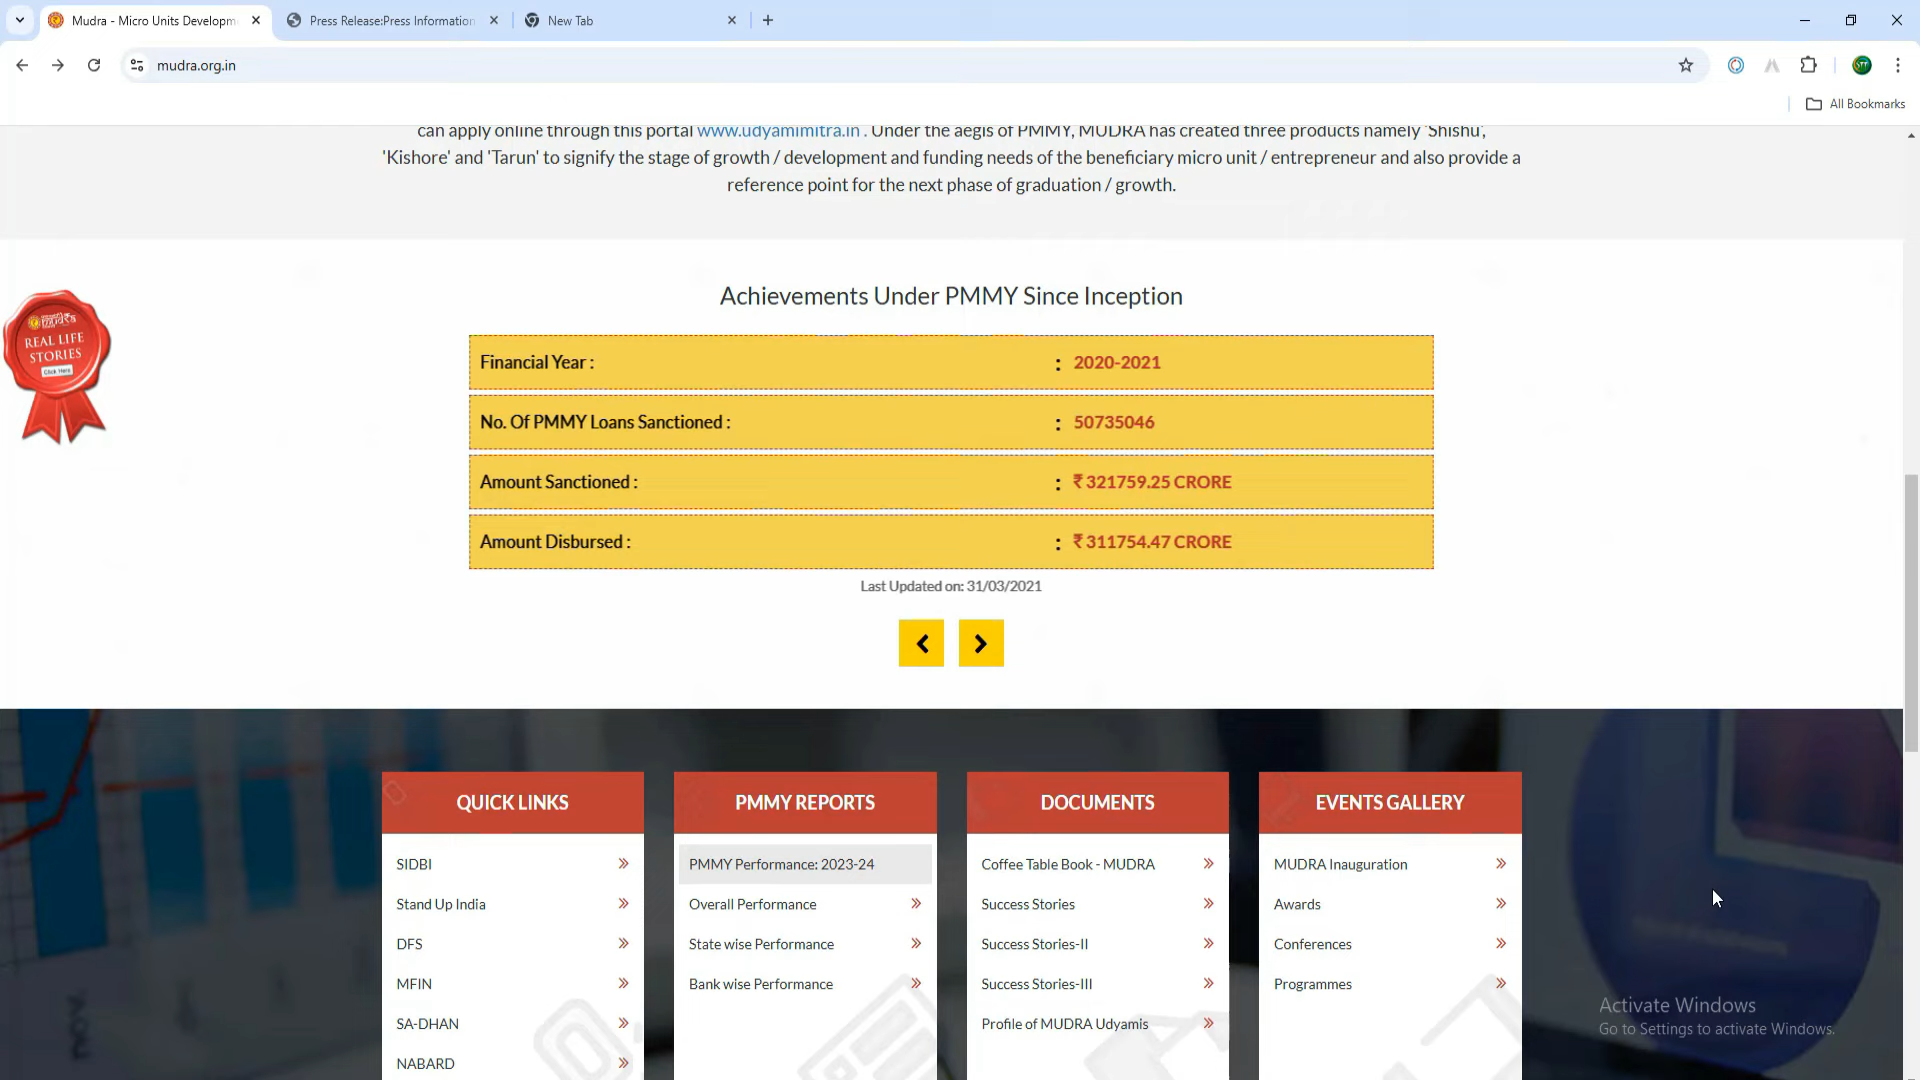 Mudra - Micro Units Developm
Press Release:Press Information
New Tab
mudra.org.in
All Bookmarks
can apply online through this portal www.udyamimitra.in . Under the aegis of PMMY, MUDRA has created three products namely 'Shishu',
'Kishore' and 'Tarun' to signify the stage of growth / development and funding needs of the beneficiary micro unit / entrepreneur and also provide a
reference point for the next phase of graduation / growth.
mudra
REAL LIFE
STORIES
Click Here
Achievements Under PMMY Since Inception
Financial Year : : 2020-2021
No. Of PMMY Loans Sanctioned : : 50735046
Amount Sanctioned : : ₹ 321759.25 CRORE
Amount Disbursed : : ₹ 311754.47 CRORE
Last Updated on: 31/03/2021
QUICK LINKS
SIDBI
Stand Up India
DFS
MFIN
SA-DHAN
NABARD
PMMY REPORTS
PMMY Performance: 2023-24
Overall Performance
State wise Performance
Bank wise Performance
DOCUMENTS
Coffee Table Book - MUDRA
Success Stories
Success Stories-II
Success Stories-III
Profile of MUDRA Udyamis
EVENTS GALLERY
MUDRA Inauguration
Awards
Conferences
Programmes
Activate Windows
Go to Settings to activate Windows.